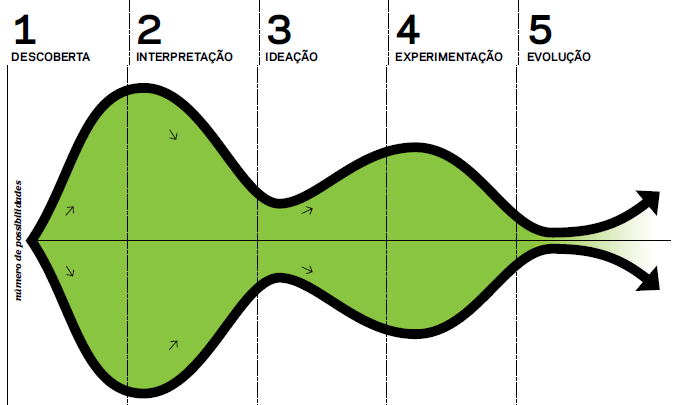 1
DESCOBERTA
2
INTERPRETAÇÃO
3
IDEAÇÃO
4
EXPERIMENTAÇÃO
5
EVOLUÇÃO
número de possibilidades